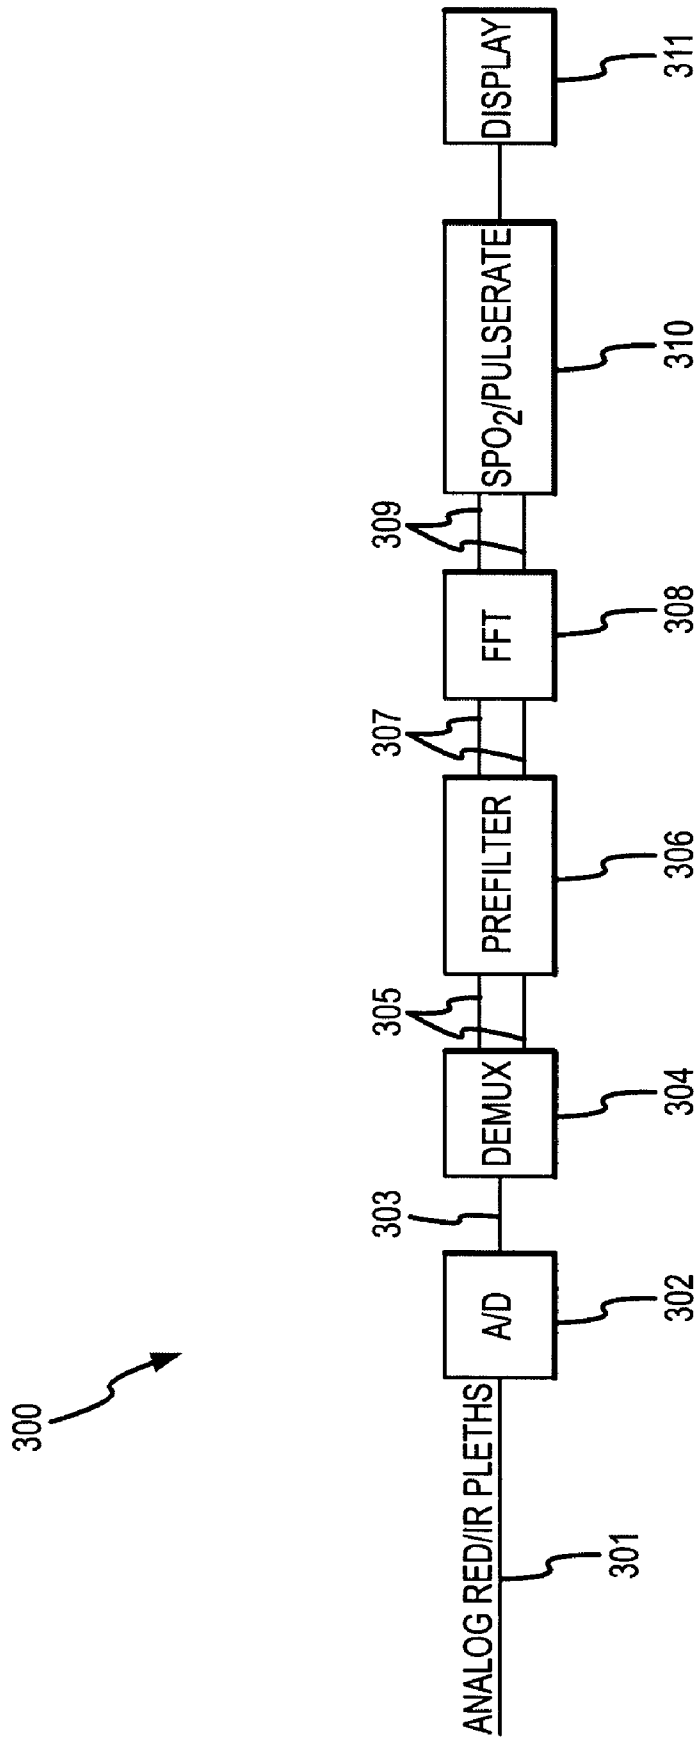 300
ANALOG RED/IR PLETHS
301
A/D
302
303
DEMUX
304
305
PREFILTER
306
307
FFT
308
309
SPO2/PULSERATE
310
DISPLAY
311